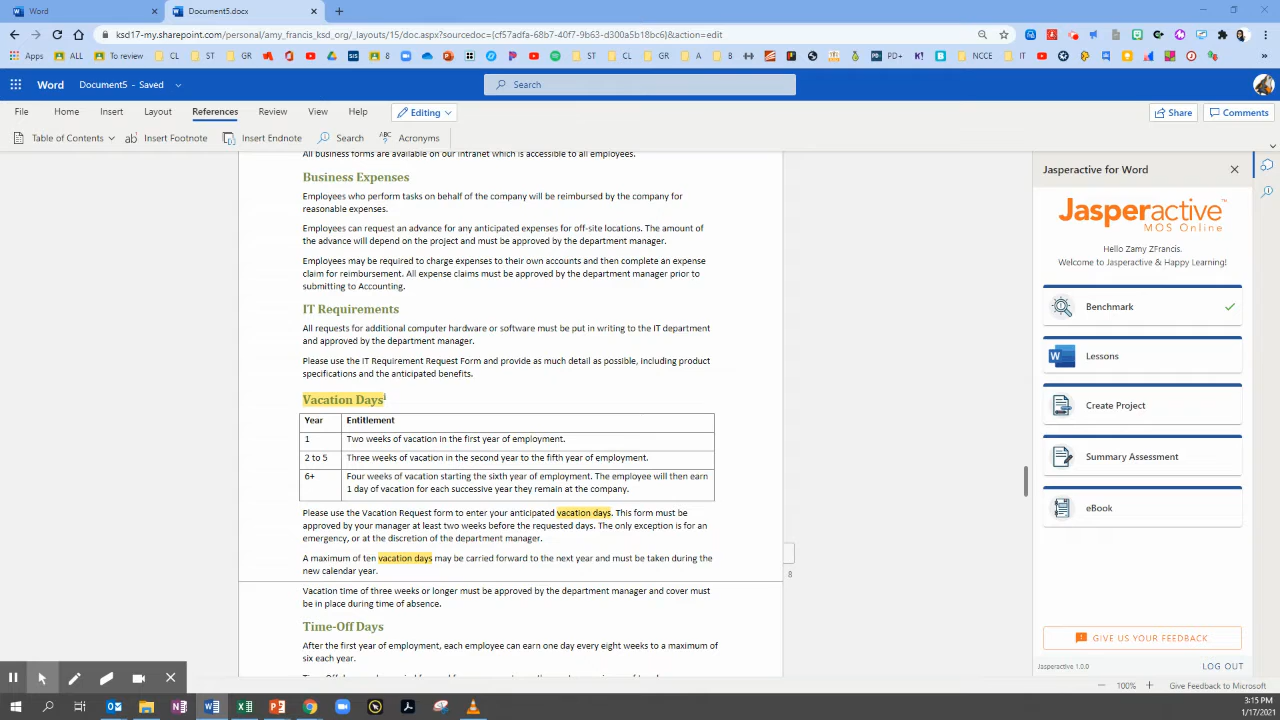 Word
Document5.docx
ksd17-my.sharepoint.com/personal/amy_francis_ksd_org/_layouts/15/doc.aspx?sourcedoc={cf57adfa-68b7-40f7-9b63-d300a5b18bc6}&action=edit
Apps ALL ToDo CL ST GR 8 ST CL GR A B PD+ NCCE IT
Word Document5 - Saved Search
File Home Insert Layout References Review View Help Editing Share Comments
Table of Contents ab Insert Footnote Insert Endnote Search ABC Acronyms
All business forms are available on our intranet which is accessible to all employees.
Business Expenses
Employees who perform tasks on behalf of the company will be reimbursed by the company for
reasonable expenses.
Employees can request an advance for any anticipated expenses for off-site locations. The amount of
the advance will depend on the project and must be approved by the department manager.
Employees may be required to charge expenses to their own accounts and then complete an expense
claim for reimbursement. All expense claims must be approved by the department manager prior to
submitting to Accounting.
IT Requirements
All requests for additional computer hardware or software must be put in writing to the IT department
and approved by the department manager.
Please use the IT Requirement Request Form and provide as much detail as possible, including product
specifications and the anticipated benefits.
Vacation Daysⁱ
Year Entitlement
1 Two weeks of vacation in the first year of employment.
2 to 5 Three weeks of vacation in the second year to the fifth year of employment.
6+ Four weeks of vacation starting the sixth year of employment. The employee will then earn
1 day of vacation for each successive year they remain at the company.
Please use the Vacation Request form to enter your anticipated vacation days. This form must be
approved by your manager at least two weeks before the requested days. The only exception is for an
emergency, or at the discretion of the department manager.
A maximum of ten vacation days may be carried forward to the next year and must be taken during the
new calendar year.
8
Vacation time of three weeks or longer must be approved by the department manager and cover must
be in place during time of absence.
Time-Off Days
After the first year of employment, each employee can earn one day every eight weeks to a maximum of
six each year.
Jasperactive for Word
Jasperactive™
MOS Online
Hello Zamy ZFrancis.
Welcome to Jasperactive & Happy Learning!
Benchmark
Lessons
Create Project
Summary Assessment
eBook
GIVE US YOUR FEEDBACK
Jasperactive 1.0.0 LOG OUT
100% Give Feedback to Microsoft
3:15 PM
1/17/2021